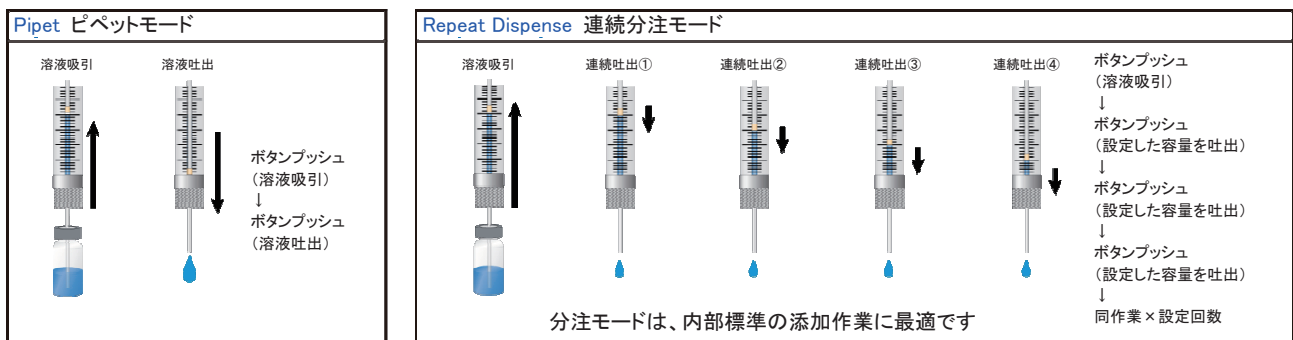 Pipet ピペットモード
溶液吸引
溶液吐出
ボタンプッシュ
（溶液吸引）
↓
ボタンプッシュ
（溶液吐出）
Repeat Dispense 連続分注モード
溶液吸引
連続吐出①
連続吐出②
連続吐出③
連続吐出④
ボタンプッシュ
（溶液吸引）
↓
ボタンプッシュ
（設定した容量を吐出）
↓
ボタンプッシュ
（設定した容量を吐出）
↓
ボタンプッシュ
（設定した容量を吐出）
↓
同作業×設定回数
分注モードは、内部標準の添加作業に最適です